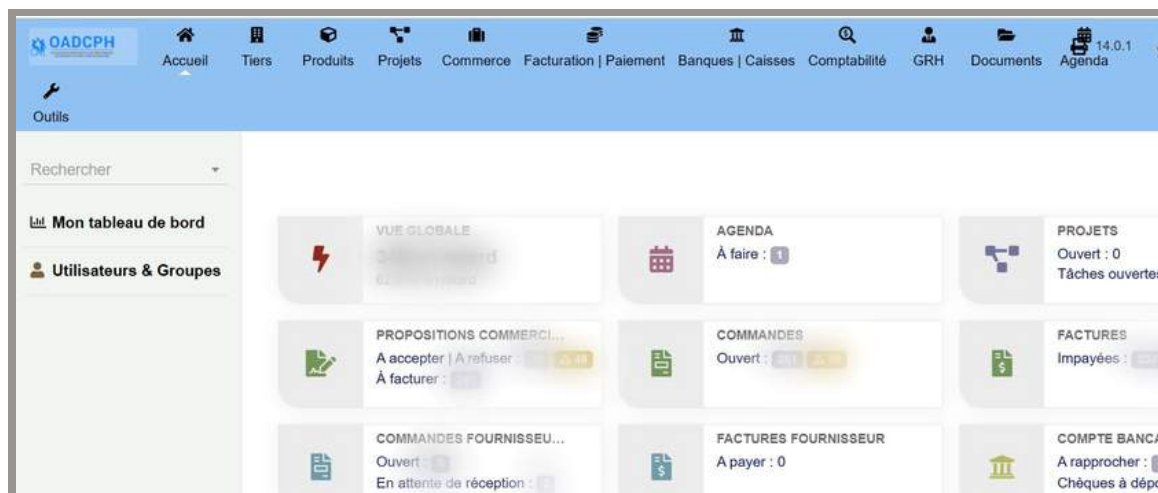 OADCPH
Accueil Tiers Produits Projets Commerce Facturation | Paiement Banques | Caisses Comptabilité GRH Documents Agenda 14.0.1
Outils
Rechercher
Mon tableau de bord
Utilisateurs & Groupes
VUE GLOBALE
AGENDA
À faire : 1
PROJETS
Ouvert : 0
Tâches ouvertes
PROPOSITIONS COMMERCI...
A accepter | A refuser :
À facturer :
COMMANDES
Ouvert :
FACTURES
Impayées :
COMMANDES FOURNISSEU...
Ouvert
En attente de réception :
FACTURES FOURNISSEUR
A payer : 0
COMPTE BANCA
A rapprocher :
Chèques à dépo